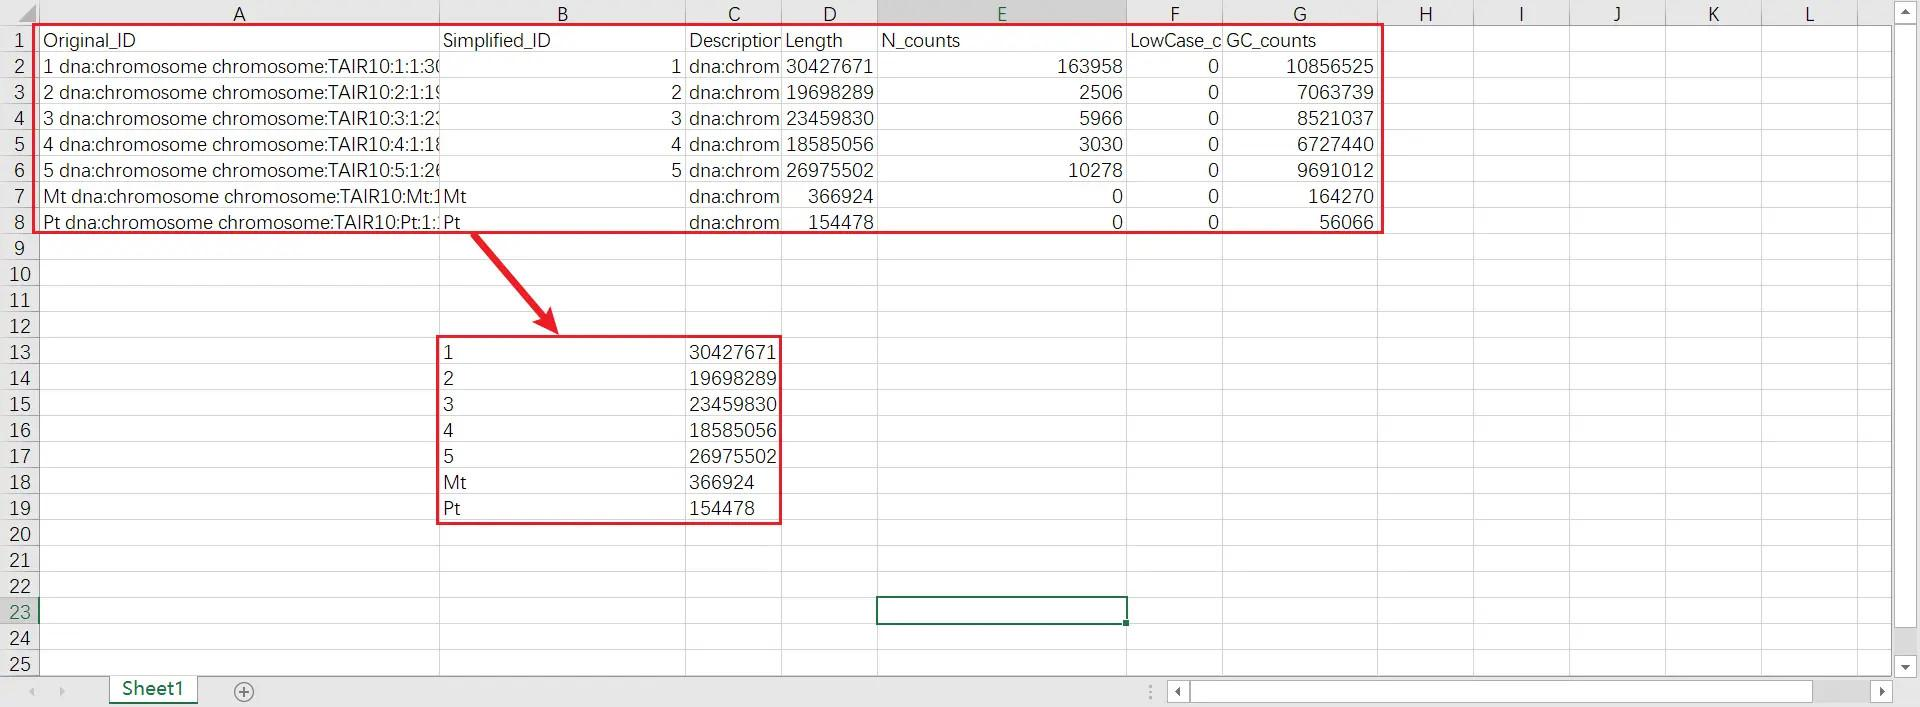 A B C D E F G H I J K L
1 Original_ID Simplified_ID Description Length N_counts LowCase_c GC_counts
2 1 dna:chromosome chromosome:TAIR10:1:1:30 1 dna:chrom 30427671 163958 0 10856525
3 2 dna:chromosome chromosome:TAIR10:2:1:19 2 dna:chrom 19698289 2506 0 7063739
4 3 dna:chromosome chromosome:TAIR10:3:1:23 3 dna:chrom 23459830 5966 0 8521037
5 4 dna:chromosome chromosome:TAIR10:4:1:18 4 dna:chrom 18585056 3030 0 6727440
6 5 dna:chromosome chromosome:TAIR10:5:1:26 5 dna:chrom 26975502 10278 0 9691012
7 Mt dna:chromosome chromosome:TAIR10:Mt:1 Mt dna:chrom 366924 0 0 164270
8 Pt dna:chromosome chromosome:TAIR10:Pt:1: Pt dna:chrom 154478 0 0 56066
9
10
11
12
13 1 30427671
14 2 19698289
15 3 23459830
16 4 18585056
17 5 26975502
18 Mt 366924
19 Pt 154478
20
21
22
23
24
25
Sheet1